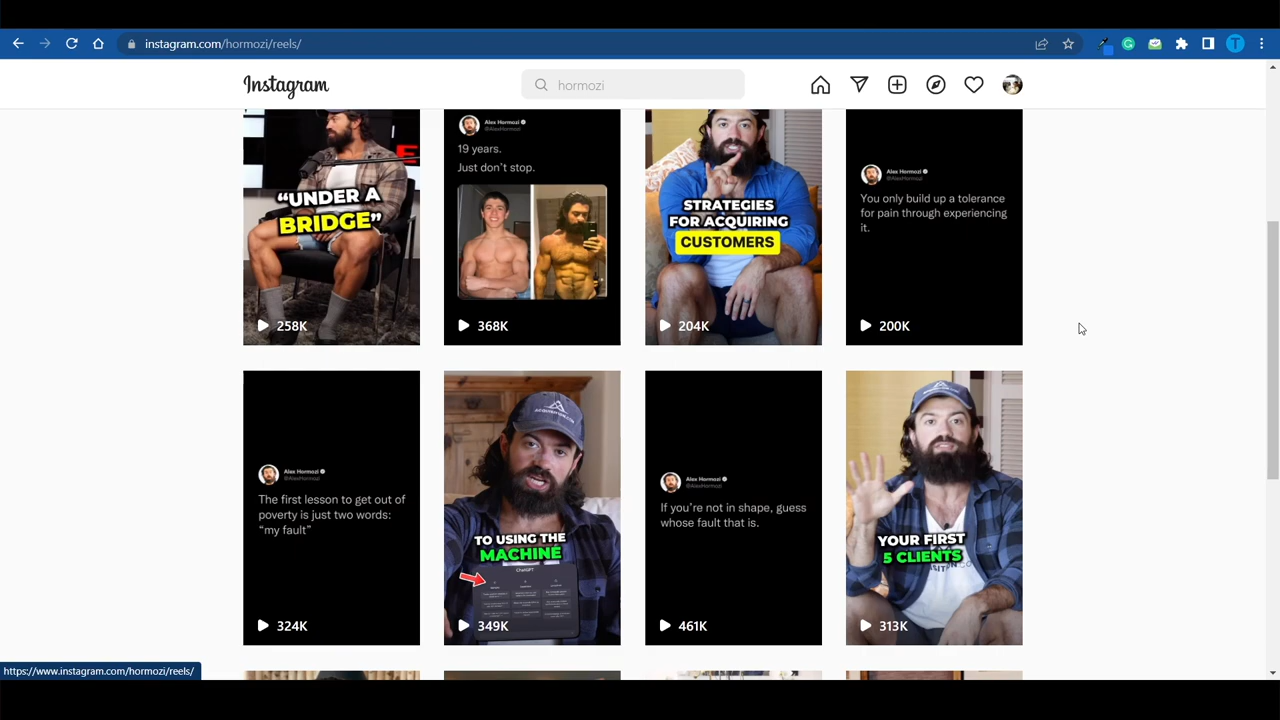 instagram.com/hormozi/reels/
T
Instagram
hormozi
"UNDER A
BRIDGE"
258K
Alex Hormozi
@AlexHormozi
19 years.
Just don't stop.
368K
STRATEGIES
FOR ACQUIRING
CUSTOMERS
204K
Alex Hormozi
@AlexHormozi
You only build up a tolerance
for pain through experiencing
it.
200K
Alex Hormozi
@AlexHormozi
The first lesson to get out of
poverty is just two words:
“my fault”
324K
ACQUISITION.COM
TO USING THE
MACHINE
ChatGPT
349K
Alex Hormozi
@AlexHormozi
If you're not in shape, guess
whose fault that is.
461K
YOUR FIRST
5 CLIENTS
313K
https://www.instagram.com/hormozi/reels/